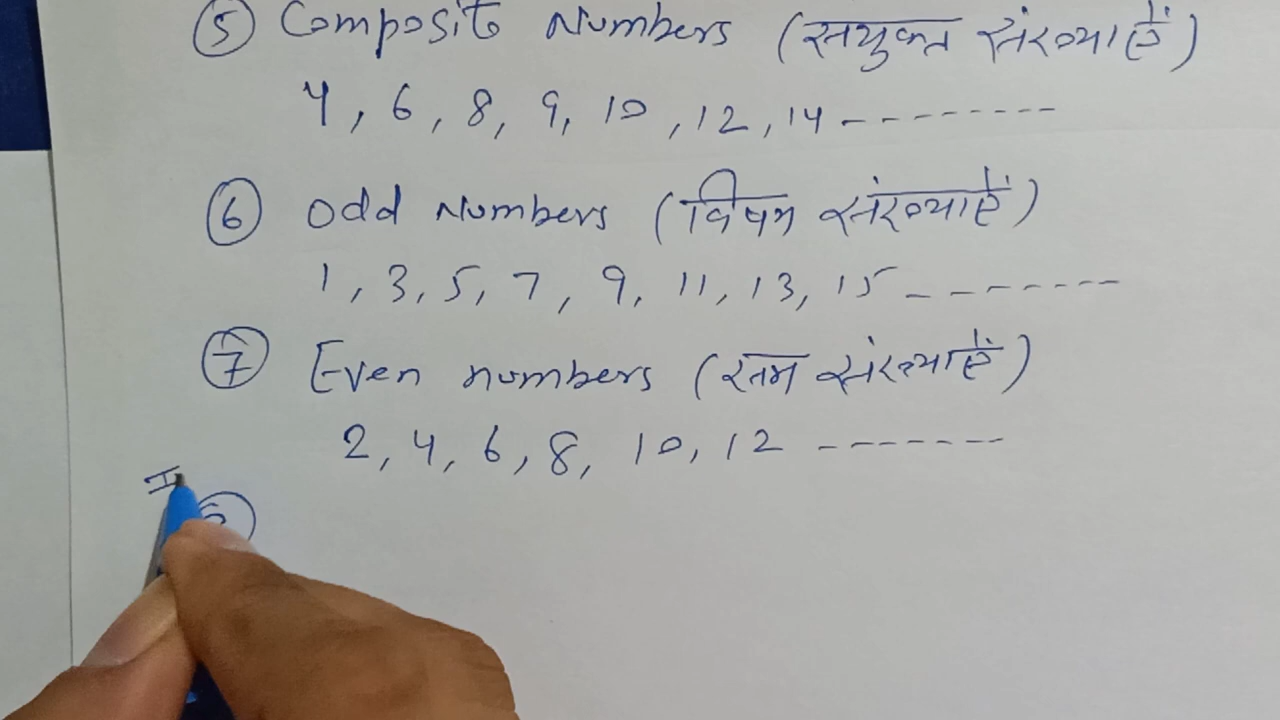 ⑤ Composite Numbers (सयुक्त संख्याएँ)
4, 6, 8, 9, 10, 12, 14 --------
⑥ Odd Numbers (विषम संख्याएँ)
1, 3, 5, 7, 9, 11, 13, 15 -------
⑦ Even numbers (सम संख्याएँ)
2, 4, 6, 8, 10, 12 -------